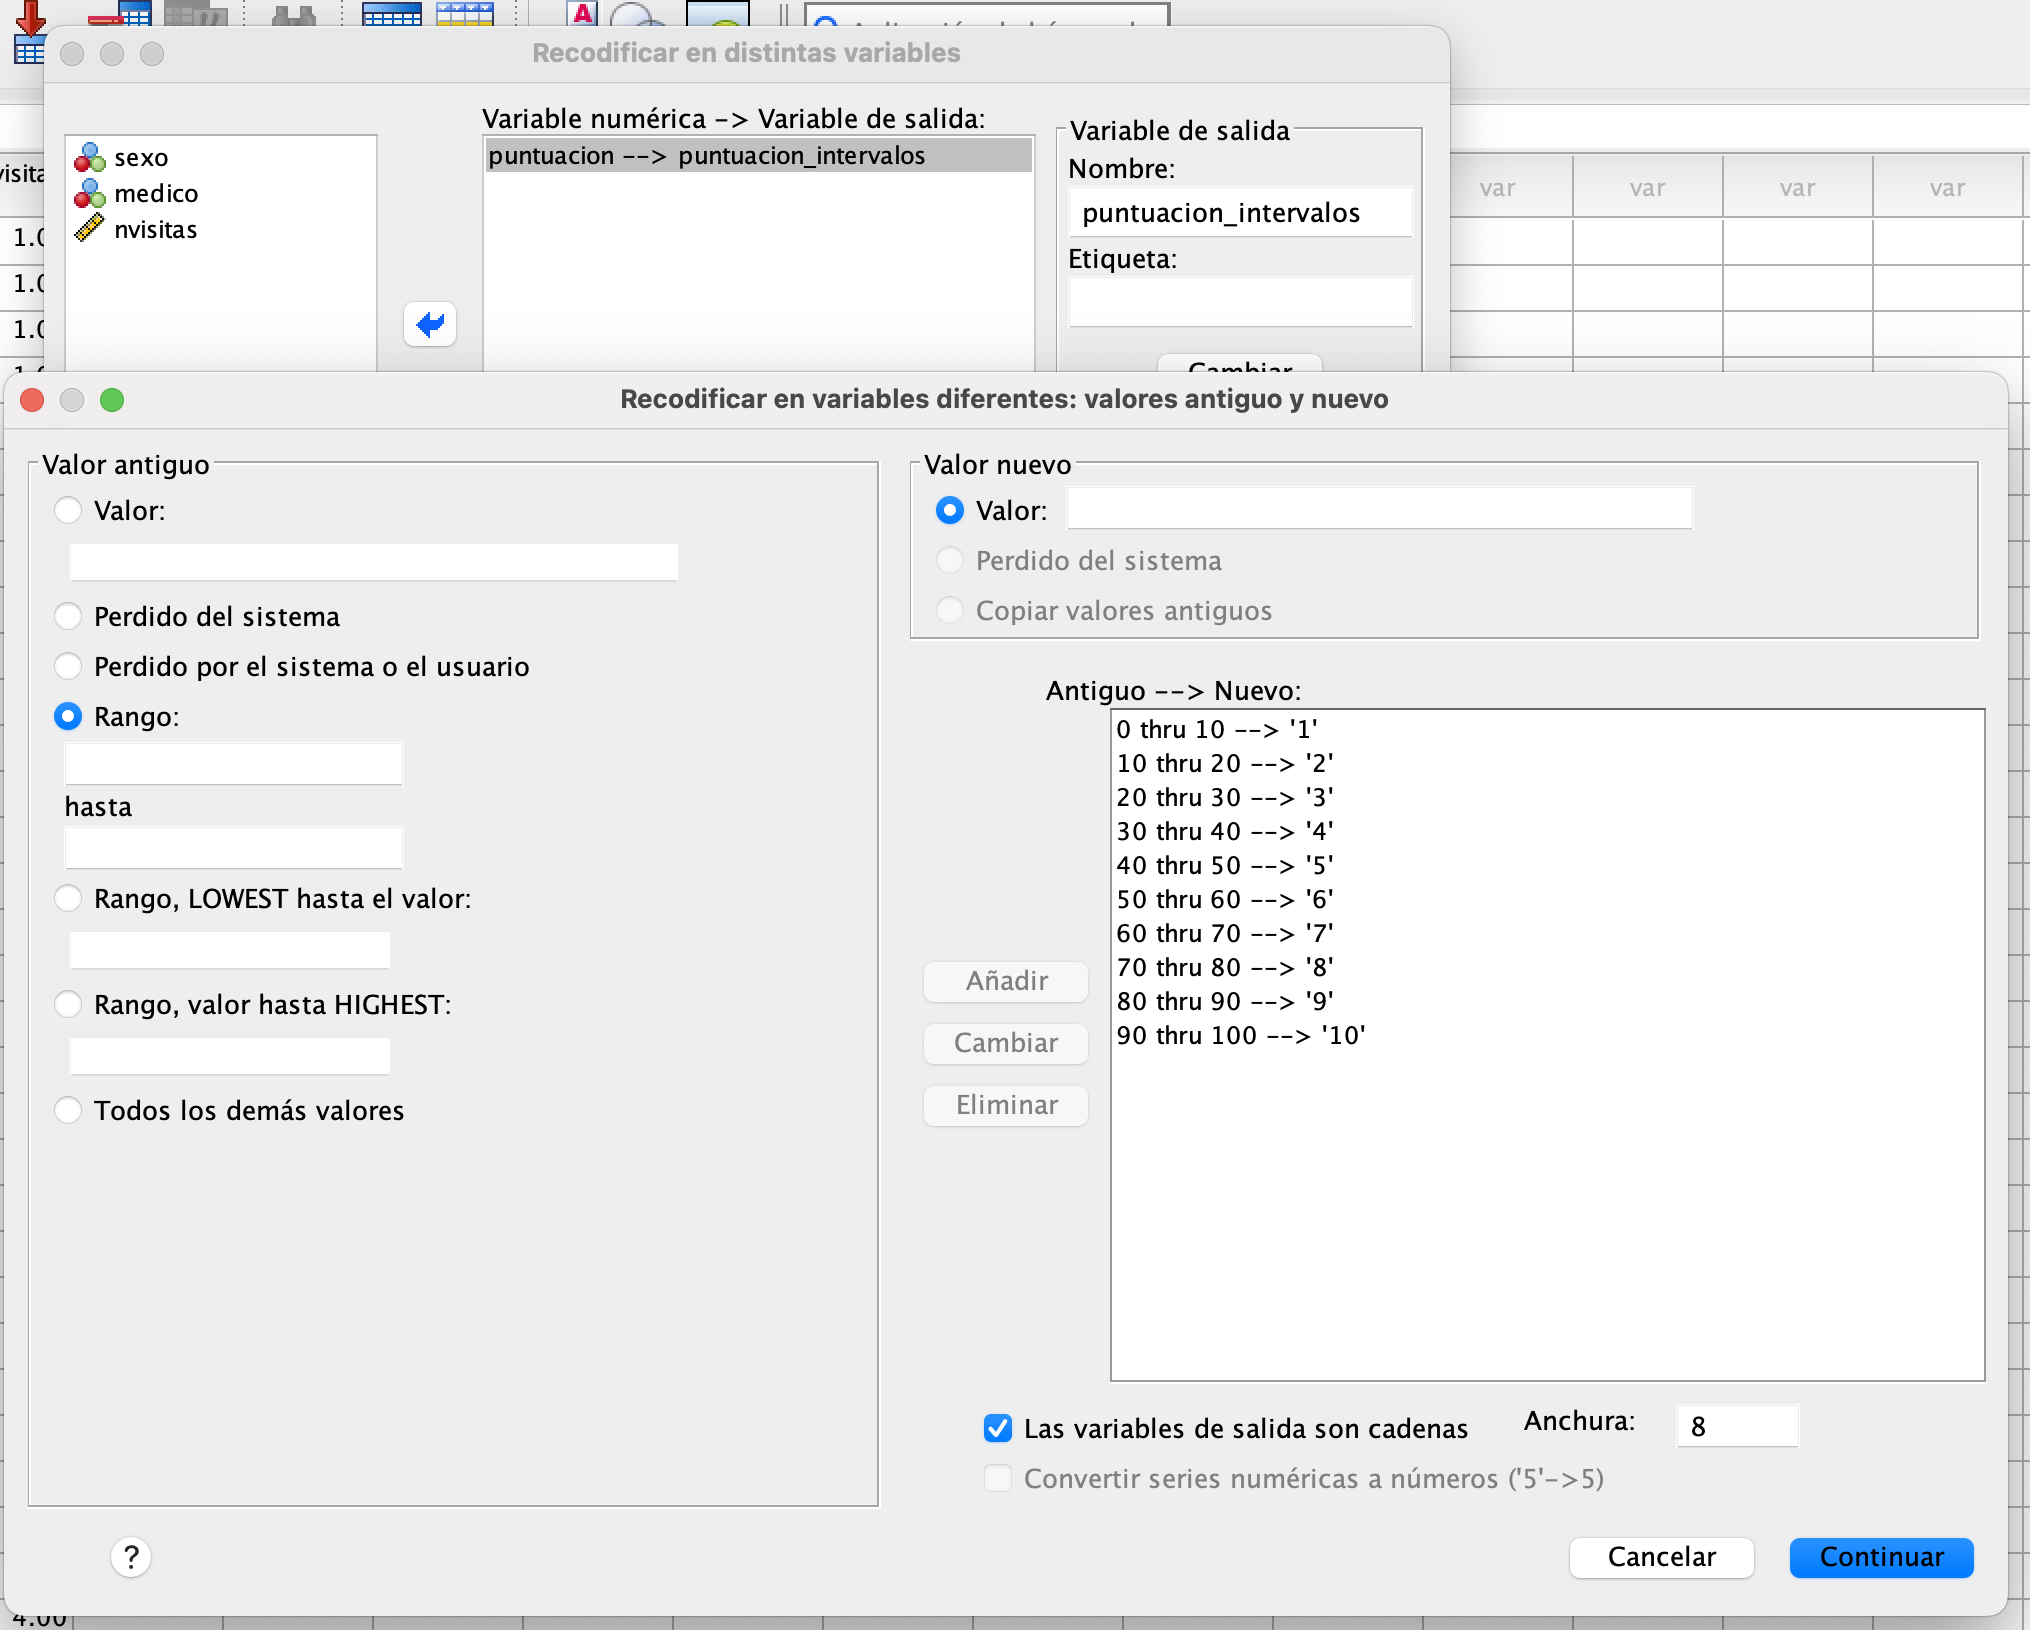 Recodificar en distintas variables
Variable numérica -> Variable de salida:
sexo
medico
nvisitas
puntuacion --> puntuacion_intervalos
Variable de salida
Nombre:
puntuacion_intervalos
Etiqueta:
Cambiar
var var var var
1.0
1.0
1.0
Recodificar en variables diferentes: valores antiguo y nuevo
Valor antiguo
Valor:
Perdido del sistema
Perdido por el sistema o el usuario
Rango:
hasta
Rango, LOWEST hasta el valor:
Rango, valor hasta HIGHEST:
Todos los demás valores
Valor nuevo
Valor:
Perdido del sistema
Copiar valores antiguos
Antiguo --> Nuevo:
0 thru 10 --> '1'
10 thru 20 --> '2'
20 thru 30 --> '3'
30 thru 40 --> '4'
40 thru 50 --> '5'
50 thru 60 --> '6'
60 thru 70 --> '7'
70 thru 80 --> '8'
80 thru 90 --> '9'
90 thru 100 --> '10'
Añadir
Cambiar
Eliminar
Las variables de salida son cadenas
Anchura:
8
Convertir series numéricas a números ('5'->5)
?
Cancelar
Continuar
4.00